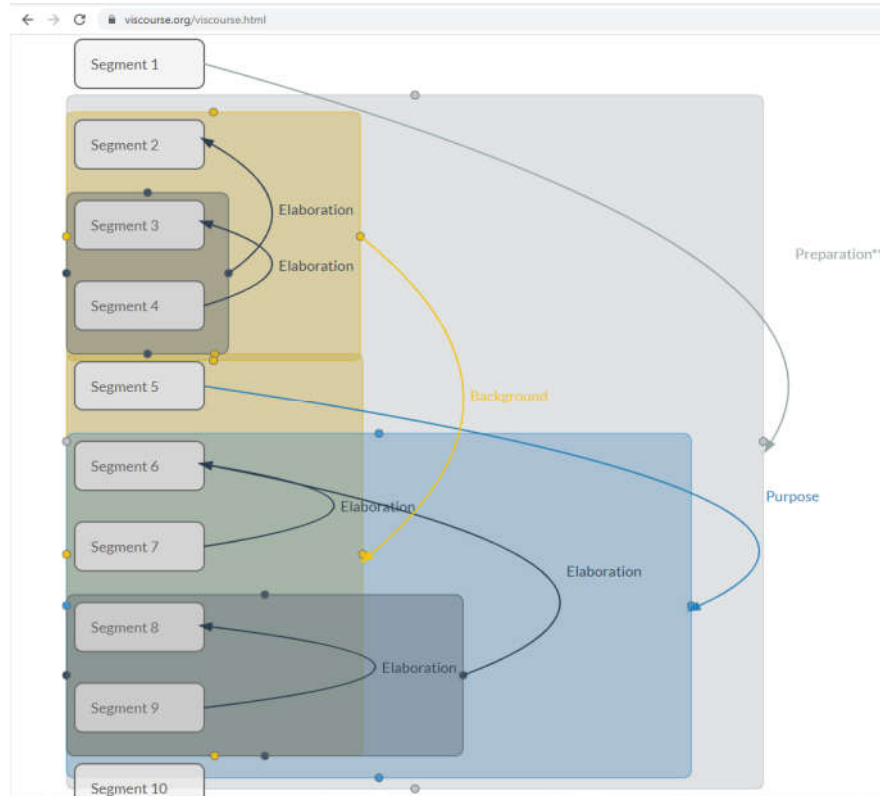 viscourse.org/viscourse.html
Segment 1
Segment 2
Elaboration
Segment 3
Preparation**
Elaboration
Segment 4
Segment 5
Background
Segment 6
Purpose
Elaboration
Segment 7
Elaboration
Segment 8
Elaboration
Segment 9
Segment 10